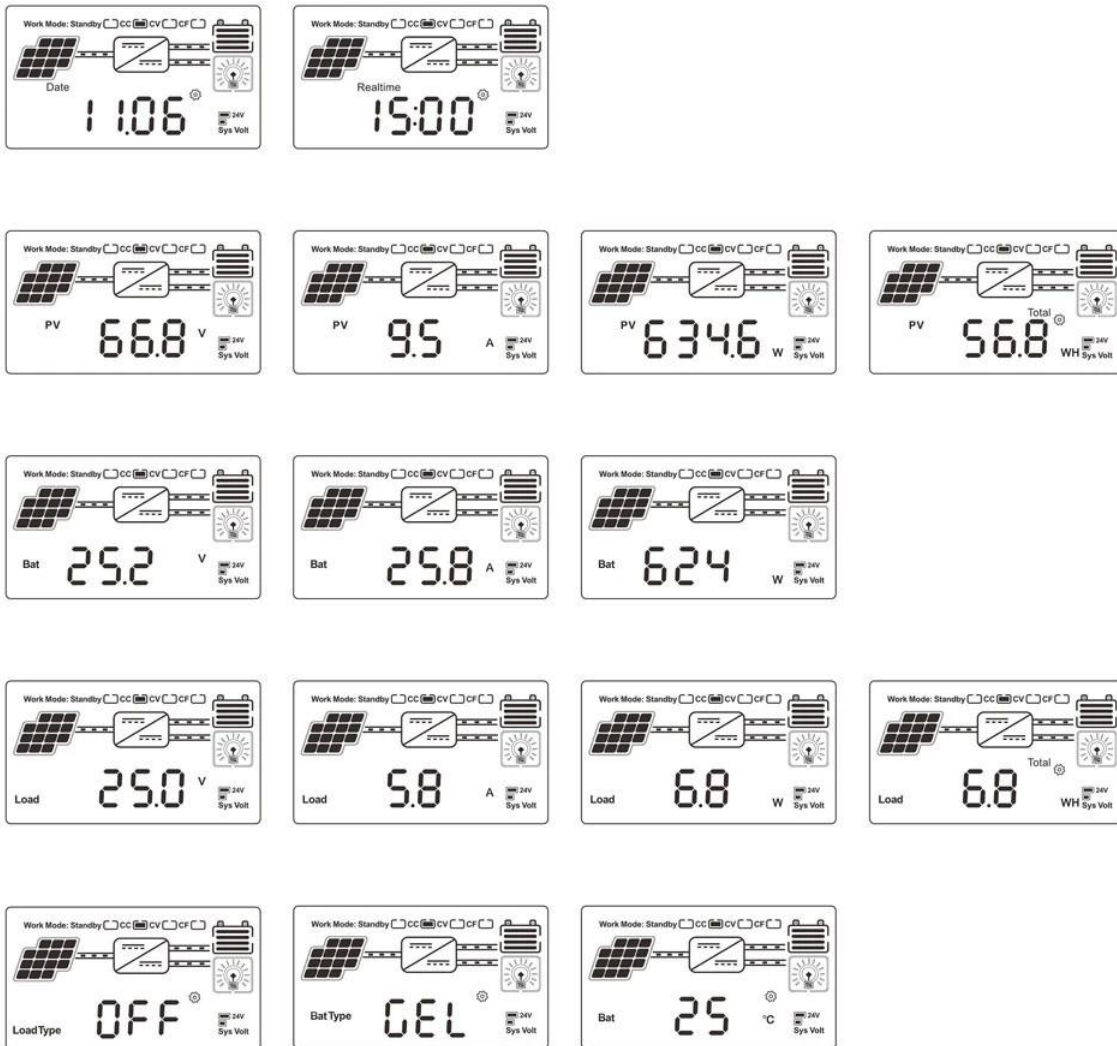 Work Mode: Standby CC CV CF
Date
11.06
24V
Sys Volt
Work Mode: Standby CC CV CF
Realtime
15:00
24V
Sys Volt
Work Mode: Standby CC CV CF
PV
66.8 V
24V
Sys Volt
Work Mode: Standby CC CV CF
PV
9.5 A
24V
Sys Volt
Work Mode: Standby CC CV CF
PV
634.6 W
24V
Sys Volt
Work Mode: Standby CC CV CF
Total
PV
56.8 WH
24V
Sys Volt
Work Mode: Standby CC CV CF
Bat
25.2 V
24V
Sys Volt
Work Mode: Standby CC CV CF
Bat
25.8 A
24V
Sys Volt
Work Mode: Standby CC CV CF
Bat
624 W
24V
Sys Volt
Work Mode: Standby CC CV CF
Load
25.0 V
24V
Sys Volt
Work Mode: Standby CC CV CF
Load
5.8 A
24V
Sys Volt
Work Mode: Standby CC CV CF
Load
6.8 W
24V
Sys Volt
Work Mode: Standby CC CV CF
Total
Load
6.8 WH
24V
Sys Volt
Work Mode: Standby CC CV CF
Load Type
OFF
24V
Sys Volt
Work Mode: Standby CC CV CF
Bat Type
GEL
24V
Sys Volt
Work Mode: Standby CC CV CF
Bat
25 °C
24V
Sys Volt